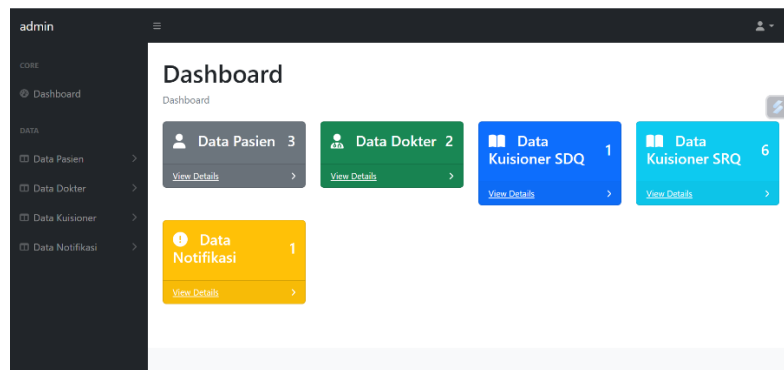 admin
CORE
Dashboard
DATA
Data Pasien
Data Dokter
Data Kuisioner
Data Notifikasi
Dashboard
Dashboard
Data Pasien 3
View Details
Data Dokter 2
View Details
Data
Kuisioner SDQ 1
View Details
Data
Kuisioner SRQ 6
View Details
Data
Notifikasi 1
View Details